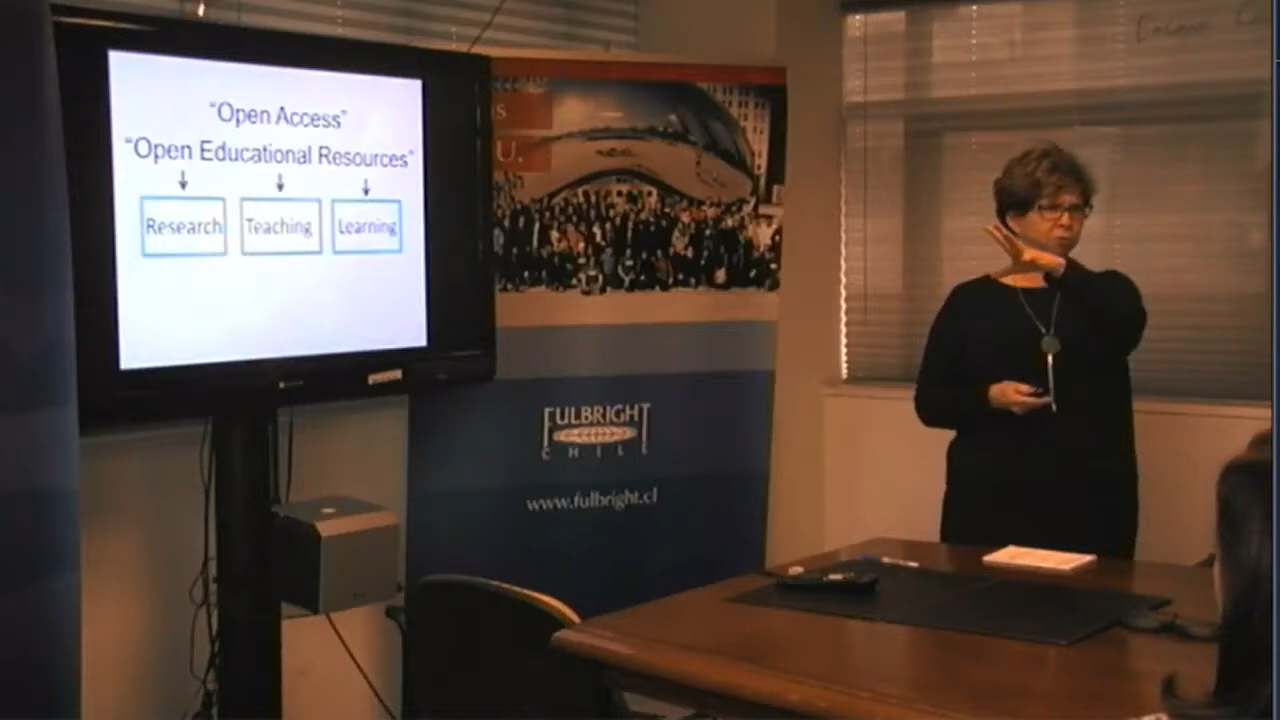 "Open Access"
"Open Educational Resources"
Research Teaching Learning
U.
FULBRIGHT
CHILE
www.fulbright.cl